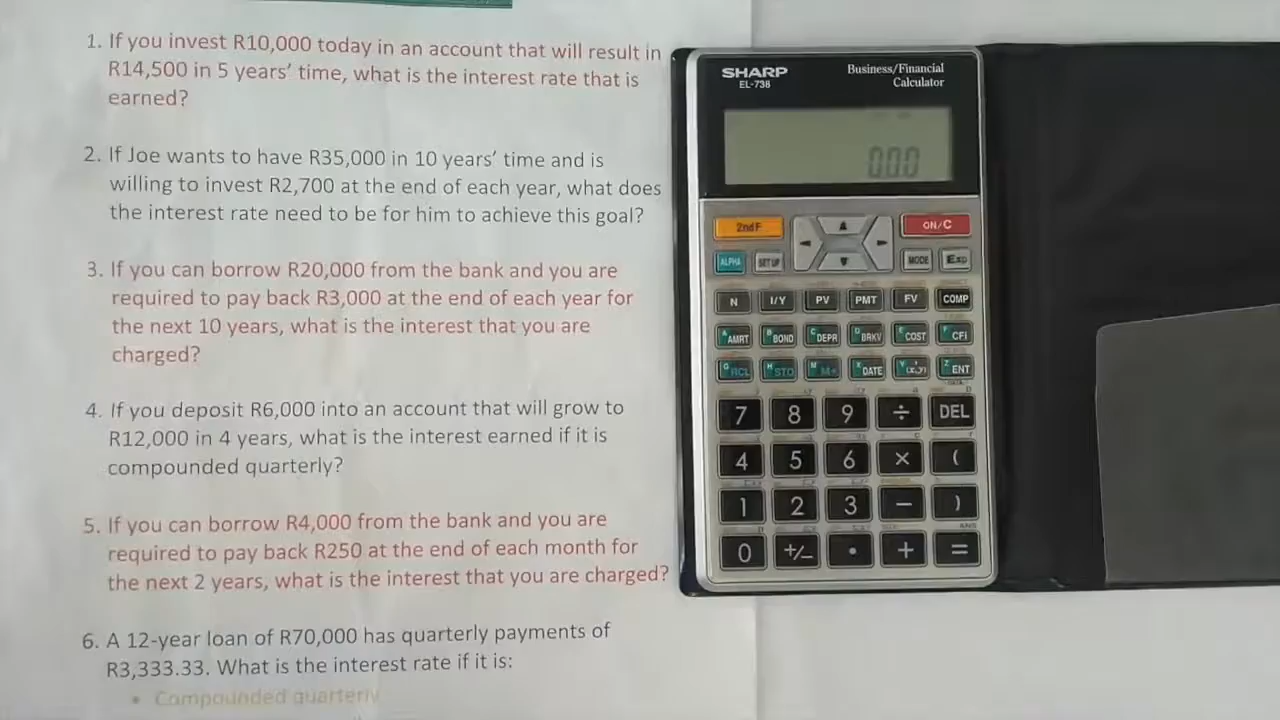 1. If you invest R10,000 today in an account that will result in
R14,500 in 5 years' time, what is the interest rate that is
earned?
2. If Joe wants to have R35,000 in 10 years' time and is
willing to invest R2,700 at the end of each year, what does
the interest rate need to be for him to achieve this goal?
3. If you can borrow R20,000 from the bank and you are
required to pay back R3,000 at the end of each year for
the next 10 years, what is the interest that you are
charged?
4. If you deposit R6,000 into an account that will grow to
R12,000 in 4 years, what is the interest earned if it is
compounded quarterly?
5. If you can borrow R4,000 from the bank and you are
required to pay back R250 at the end of each month for
the next 2 years, what is the interest that you are charged?
6. A 12-year loan of R70,000 has quarterly payments of
R3,333.33. What is the interest rate if it is:
• Compounded quarterly
SHARP
EL-738
Business/Financial
Calculator
000
2ndF ON/C
ALPHA SETUP MODE Exp
N I/Y PV PMT FV COMP
A AMRT B BOND C DEPR D BRKV E COST F CFi
G RCL H STO M M+ X DATE Y (x,y) Z ENT
7 8 9 ÷ DEL
4 5 6 × (
1 2 3 − )
ANS
0 +/− • + =